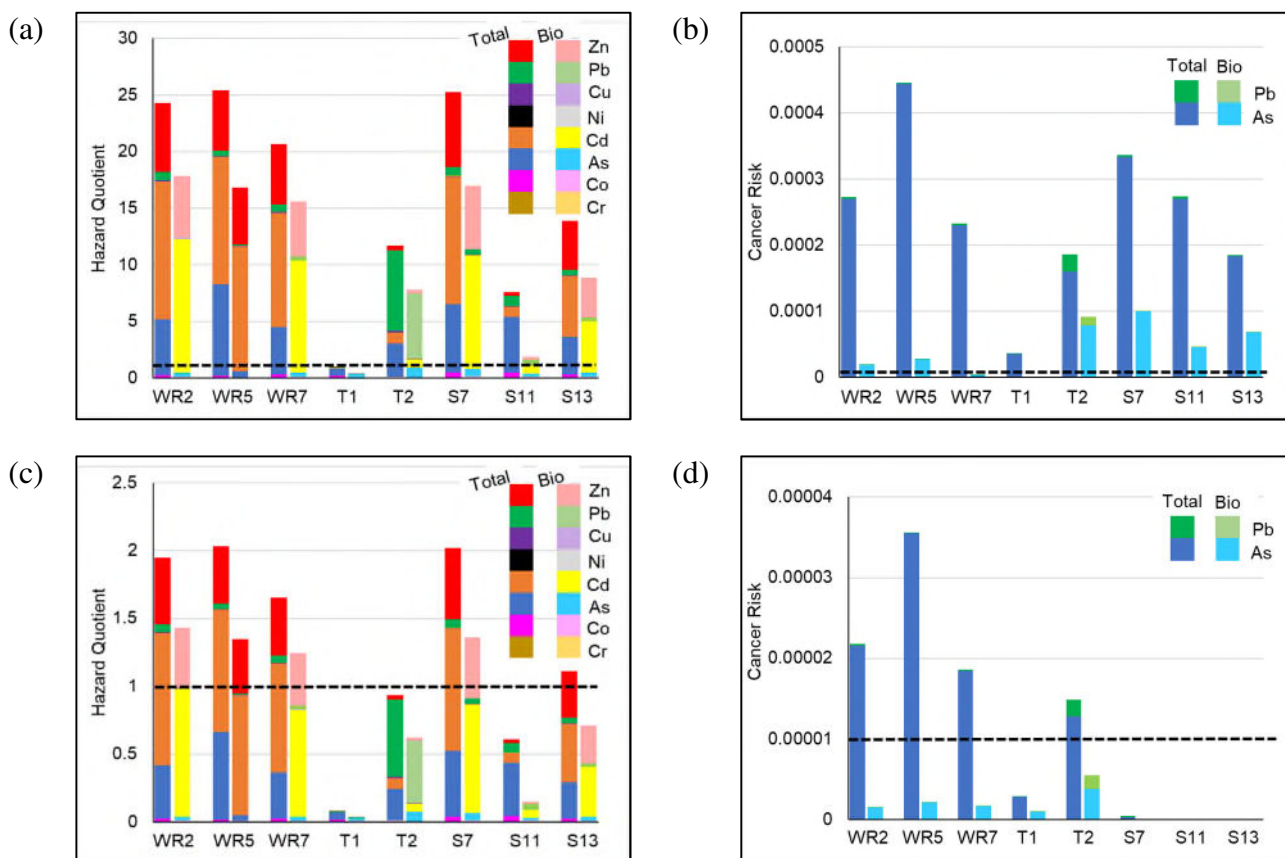 (a)
30
25
20
15
10
5
0
Hazard Quotient
Total Bio
Zn
Pb
Cu
Ni
Cd
As
Co
Cr
WR2 WR5 WR7 T1 T2 S7 S11 S13
(b)
0.0005
0.0004
0.0003
0.0002
0.0001
0
Cancer Risk
Total Bio
Pb
As
WR2 WR5 WR7 T1 T2 S7 S11 S13
(c)
2.5
2
1.5
1
0.5
0
Hazard Quotient
Total Bio
Zn
Pb
Cu
Ni
Cd
As
Co
Cr
WR2 WR5 WR7 T1 T2 S7 S11 S13
(d)
0.00004
0.00003
0.00002
0.00001
0
Cancer Risk
Total Bio
Pb
As
WR2 WR5 WR7 T1 T2 S7 S11 S13